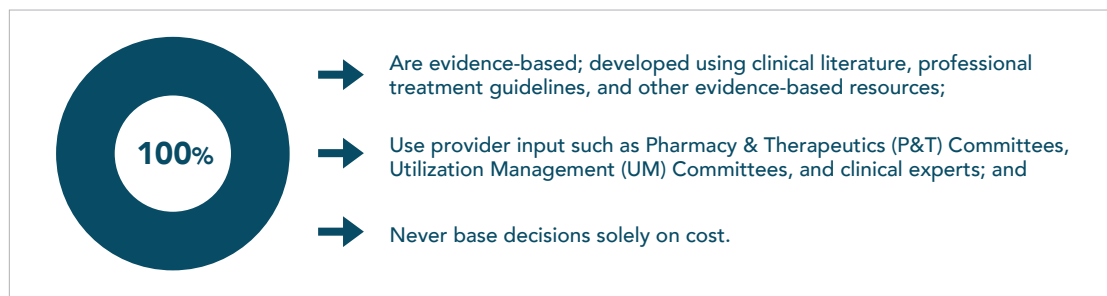 100%
Are evidence-based; developed using clinical literature, professional
treatment guidelines, and other evidence-based resources;
Use provider input such as Pharmacy & Therapeutics (P&T) Committees,
Utilization Management (UM) Committees, and clinical experts; and
Never base decisions solely on cost.